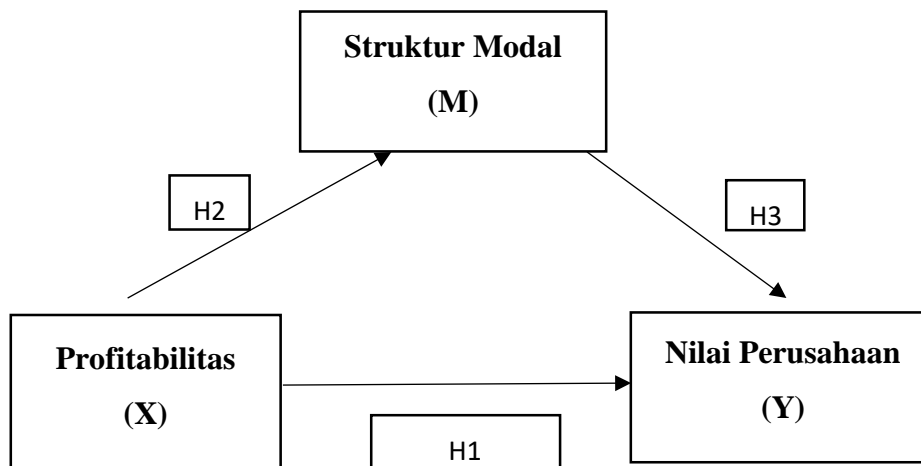 Struktur Modal
(M)
H2
H3
Profitabilitas
(X)
Nilai Perusahaan
(Y)
H1